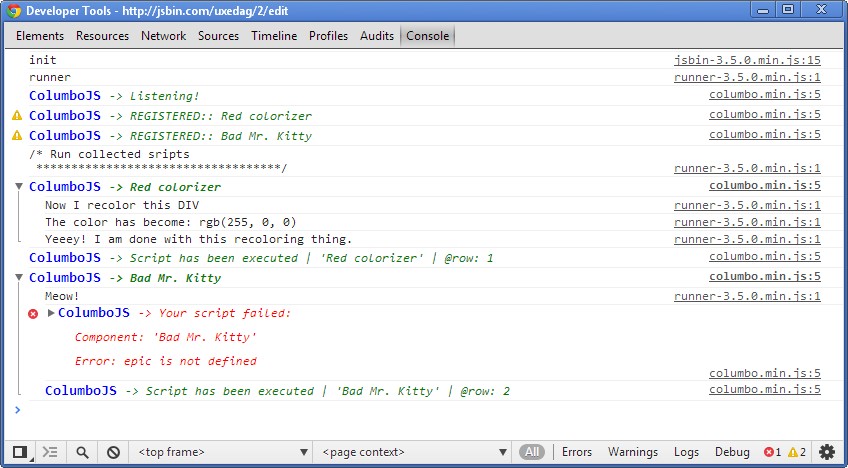 Developer Tools - http://jsbin.com/uxedag/2/edit
Elements Resources Network Sources Timeline Profiles Audits Console
init jsbin-3.5.0.min.js:15
runner runner-3.5.0.min.js:1
ColumboJS -> Listening! columbo.min.js:5
ColumboJS -> REGISTERED:: Red colorizer columbo.min.js:5
ColumboJS -> REGISTERED:: Bad Mr. Kitty columbo.min.js:5
/* Run collected sripts
***********************************/ runner-3.5.0.min.js:1
ColumboJS -> Red colorizer columbo.min.js:5
Now I recolor this DIV runner-3.5.0.min.js:1
The color has become: rgb(255, 0, 0) runner-3.5.0.min.js:1
Yeeey! I am done with this recoloring thing. runner-3.5.0.min.js:1
ColumboJS -> Script has been executed | 'Red colorizer' | @row: 1 columbo.min.js:5
ColumboJS -> Bad Mr. Kitty columbo.min.js:5
Meow! runner-3.5.0.min.js:1
ColumboJS -> Your script failed:
Component: 'Bad Mr. Kitty'
Error: epic is not defined
columbo.min.js:5
ColumboJS -> Script has been executed | 'Bad Mr. Kitty' | @row: 2 columbo.min.js:5
>
<top frame> <page context> All Errors Warnings Logs Debug 1 2